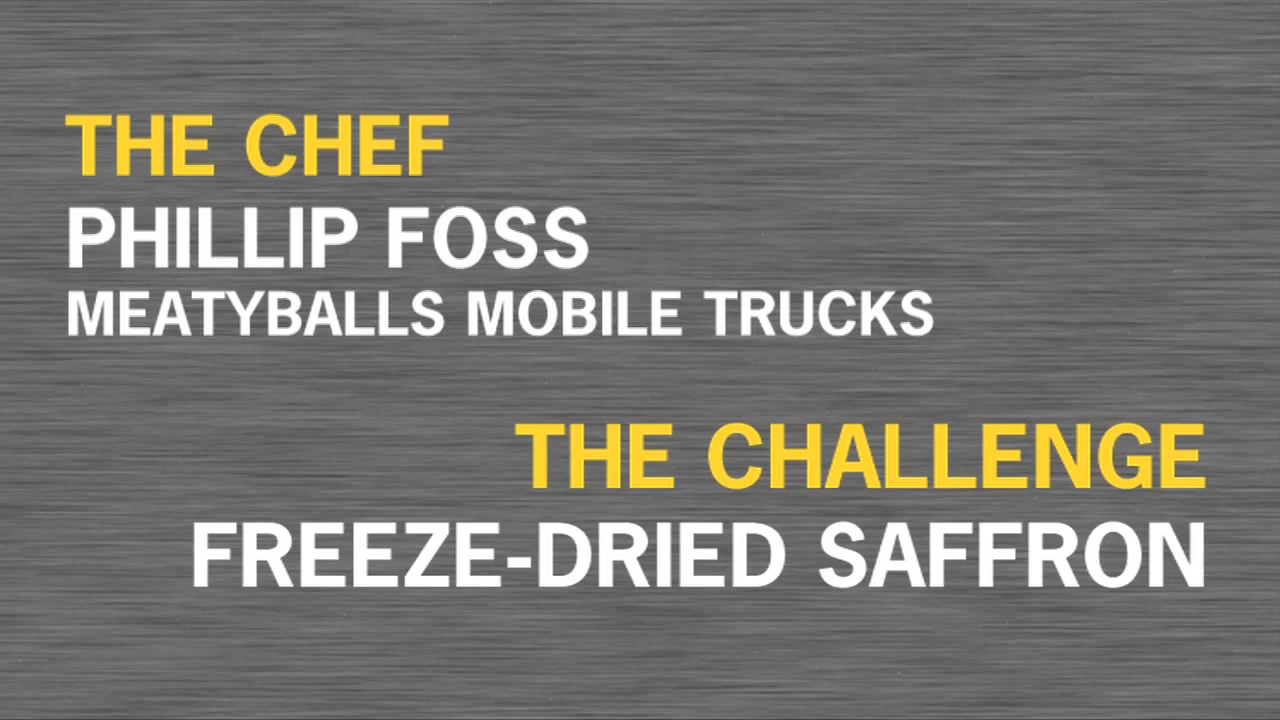 THE CHEF
PHILLIP FOSS
MEATYBALLS MOBILE TRUCKS
THE CHALLENGE
FREEZE-DRIED SAFFRON